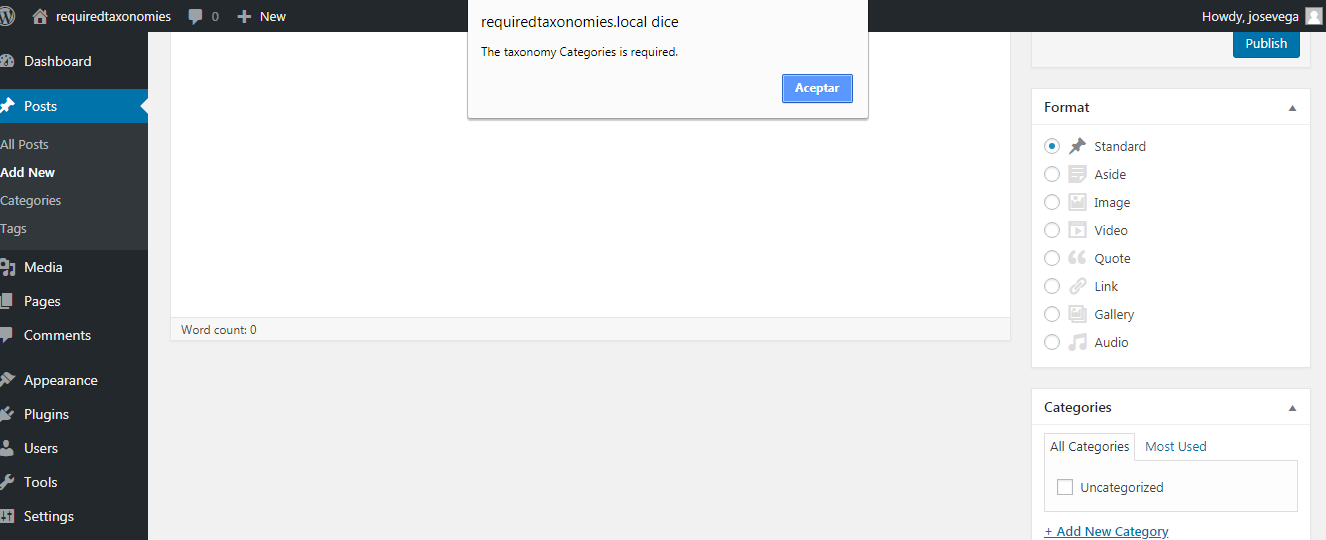 requiredtaxonomies
0
New
Howdy, josevega
requiredtaxonomies.local dice
The taxonomy Categories is required.
Aceptar
Dashboard
Posts
All Posts
Add New
Categories
Tags
Media
Pages
Comments
Appearance
Plugins
Users
Tools
Settings
Word count: 0
Publish
Format
Standard
Aside
Image
Video
Quote
Link
Gallery
Audio
Categories
All Categories
Most Used
Uncategorized
+ Add New Category